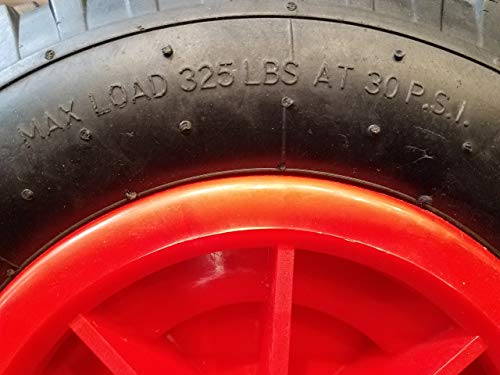 MAX LOAD 325 LBS AT 30 P.S.I.